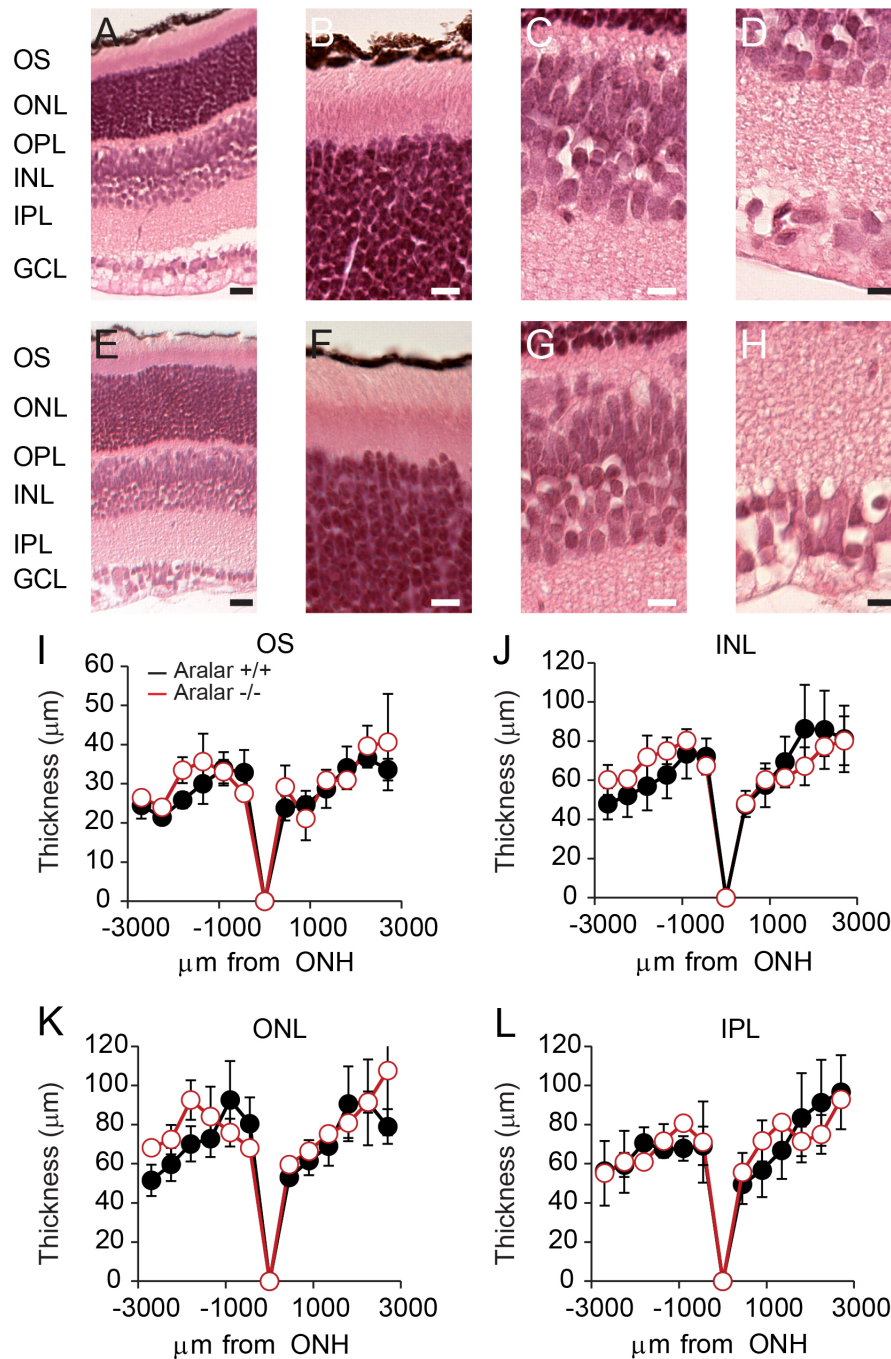 A B C D
OS
ONL
OPL
INL
IPL
GCL
E F G H
OS
ONL
OPL
INL
IPL
GCL
I OS
Aralar +/+
Aralar -/-
Thickness (μm)
60
50
40
30
20
10
0
-3000 -1000 1000 3000
μm from ONH
J INL
Thickness (μm)
120
100
80
60
40
20
0
-3000 -1000 1000 3000
μm from ONH
K ONL
Thickness (μm)
120
100
80
60
40
20
0
-3000 -1000 1000 3000
μm from ONH
L IPL
Thickness (μm)
120
100
80
60
40
20
0
-3000 -1000 1000 3000
μm from ONH